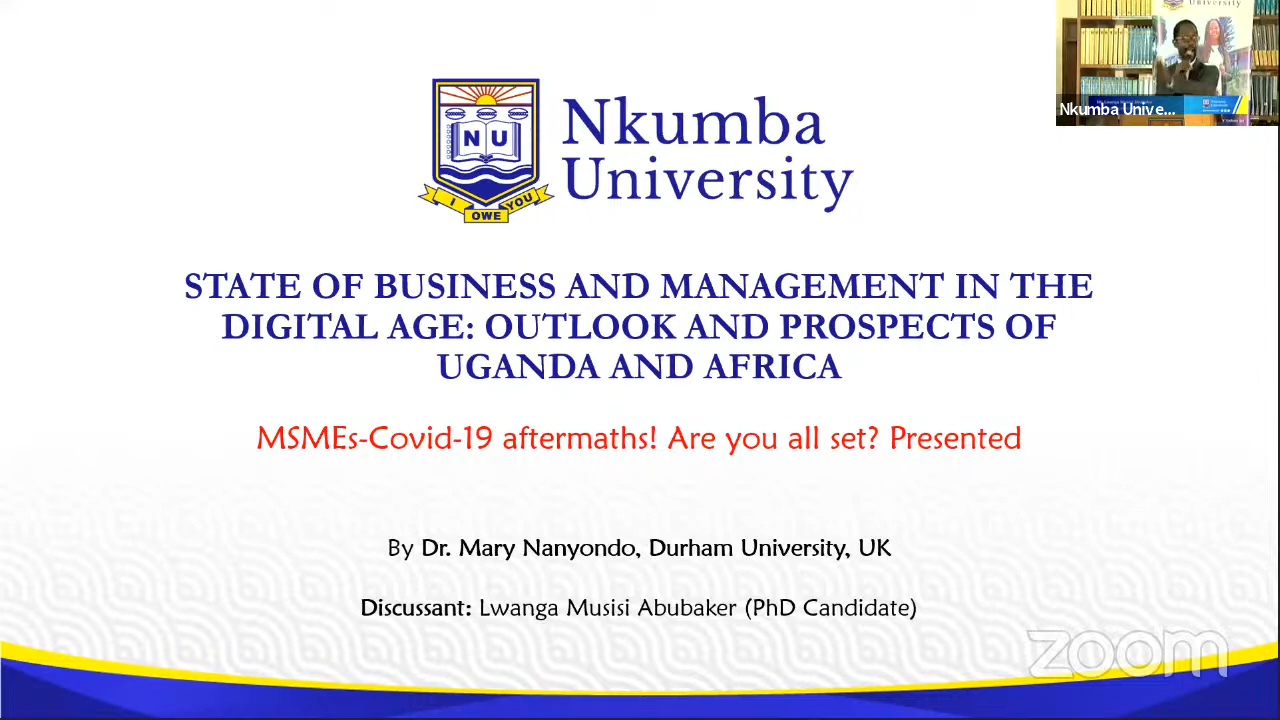 University
Nkumba Unive...
N U
I OWE YOU
Nkumba
University
STATE OF BUSINESS AND MANAGEMENT IN THE
DIGITAL AGE: OUTLOOK AND PROSPECTS OF
UGANDA AND AFRICA
MSMEs-Covid-19 aftermaths! Are you all set? Presented
By Dr. Mary Nanyondo, Durham University, UK
Discussant: Lwanga Musisi Abubaker (PhD Candidate)
zoom